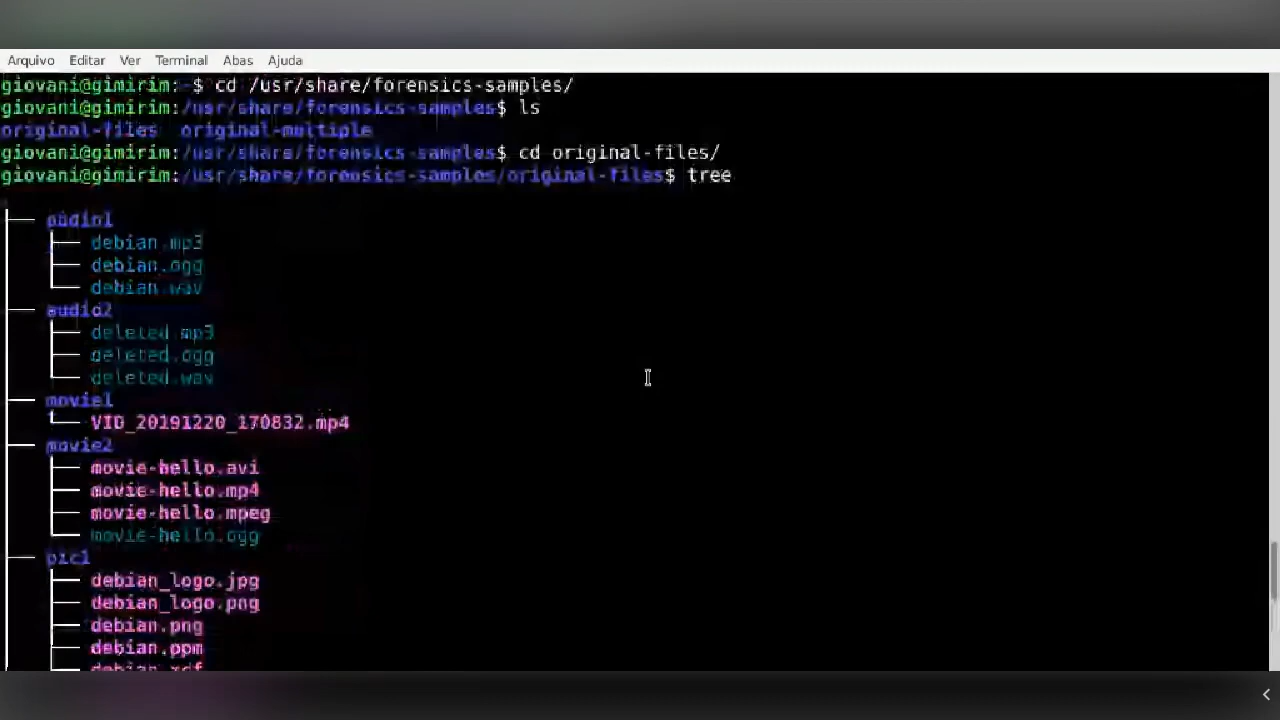 Arquivo Editar Ver Terminal Abas Ajuda
giovani@gimirim:~$ cd /usr/share/forensics-samples/
giovani@gimirim:/usr/share/forensics-samples$ ls
original-files original-multiple
giovani@gimirim:/usr/share/forensics-samples$ cd original-files/
giovani@gimirim:/usr/share/forensics-samples/original-files$ tree
.
├── audio1
│   ├── debian.mp3
│   ├── debian.ogg
│   └── debian.wav
├── audio2
│   ├── deleted.mp3
│   ├── deleted.ogg
│   └── deleted.wav
├── movie1
│   └── VID_20191220_170832.mp4
├── movie2
│   ├── movie-hello.avi
│   ├── movie-hello.mp4
│   ├── movie-hello.mpeg
│   └── movie-hello.ogg
├── pic1
│   ├── debian_logo.jpg
│   ├── debian_logo.png
│   ├── debian.png
│   ├── debian.ppm
│   ├── debian.xcf